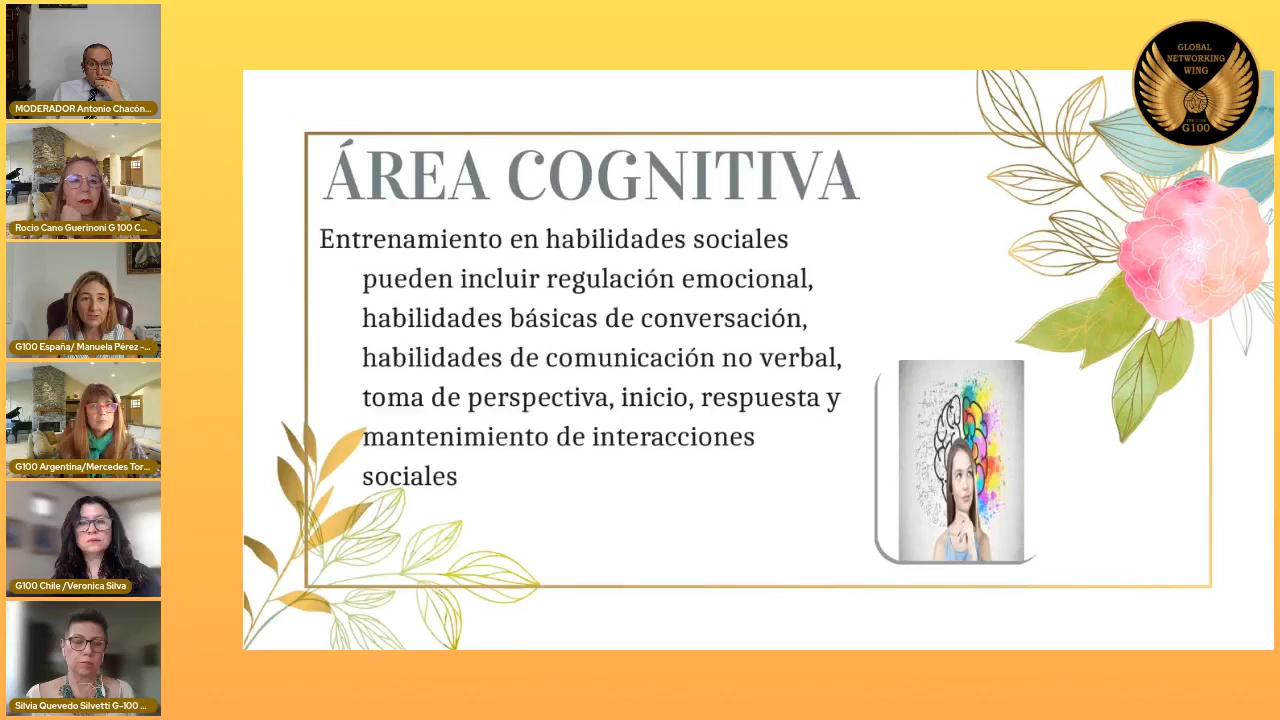 MODERADOR Antonio Chacón...
Rocio Cano Guerinoni G 100 C...
G100 España/ Manuela Pérez -...
G100 Argentina/Mercedes Tor...
G100 Chile /Veronica Silva
Silvia Quevedo Silvetti G-100 ...
ÁREA COGNITIVA
Entrenamiento en habilidades sociales
pueden incluir regulación emocional,
habilidades básicas de conversación,
habilidades de comunicación no verbal,
toma de perspectiva, inicio, respuesta y
mantenimiento de interacciones
sociales
GLOBAL
NETWORKING
WING
G100